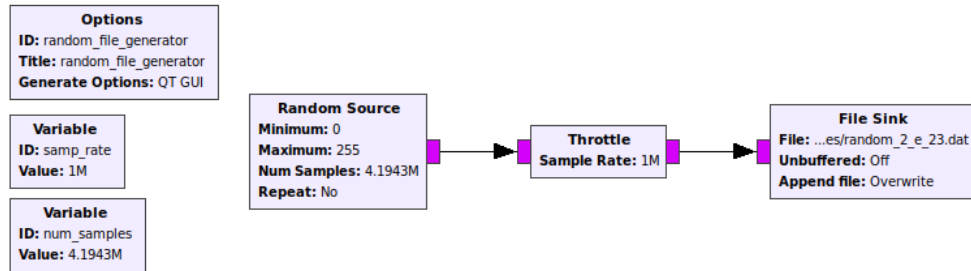 Options
ID: random_file_generator
Title: random_file_generator
Generate Options: QT GUI
Variable
ID: samp_rate
Value: 1M
Variable
ID: num_samples
Value: 4.1943M
Random Source
Minimum: 0
Maximum: 255
Num Samples: 4.1943M
Repeat: No
Throttle
Sample Rate: 1M
File Sink
File: ...es/random_2_e_23.dat
Unbuffered: Off
Append file: Overwrite